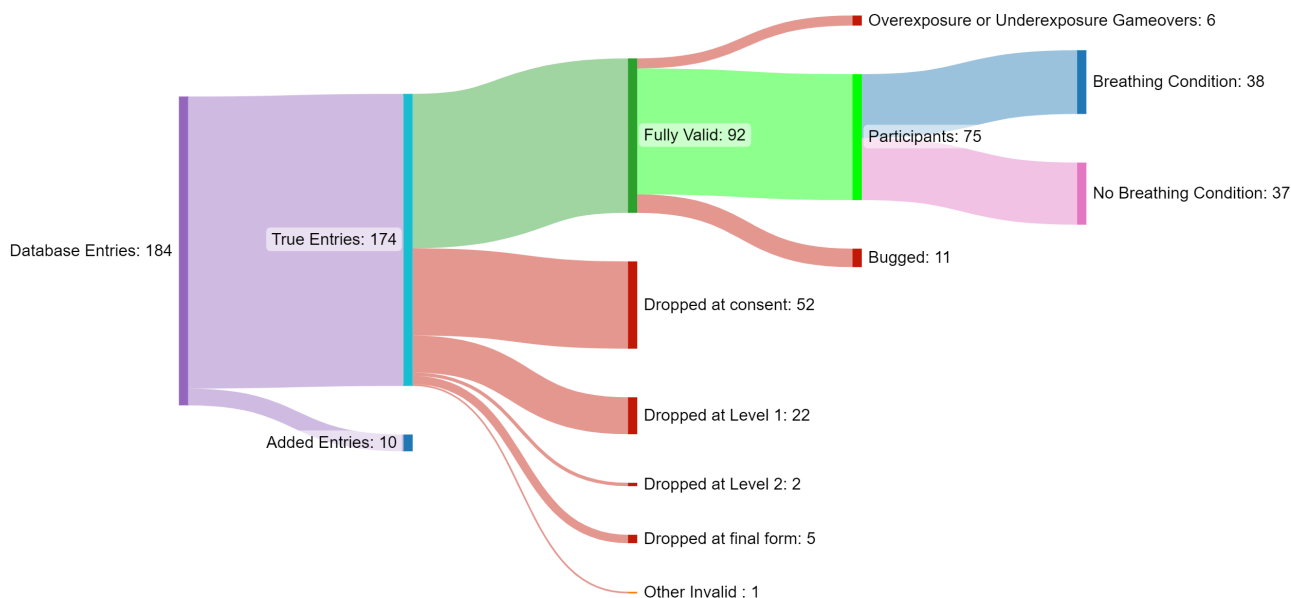 Overexposure or Underexposure Gameovers: 6
Breathing Condition: 38
Fully Valid: 92
Participants: 75
No Breathing Condition: 37
True Entries: 174
Database Entries: 184
Bugged: 11
Dropped at consent: 52
Dropped at Level 1: 22
Added Entries: 10
Dropped at Level 2: 2
Dropped at final form: 5
Other Invalid : 1